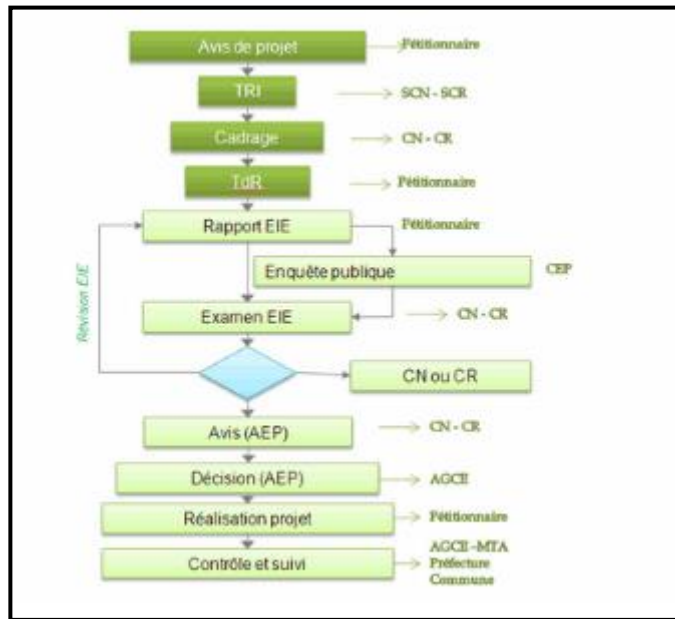 Avis de projet
Pétitionnaire
TRI
SCN - SCR
Cadrage
CN - CR
TdR
Pétitionnaire
Rapport EIE
Pétitionnaire
Enquête publique
CEP
Révision EIE
Examen EIE
CN - CR
CN ou CR
Avis (AEP)
CN - CR
Décision (AEP)
AGCE
Réalisation projet
Pétitionnaire
Contrôle et suivi
AGCE -MTA
Préfecture
Commune